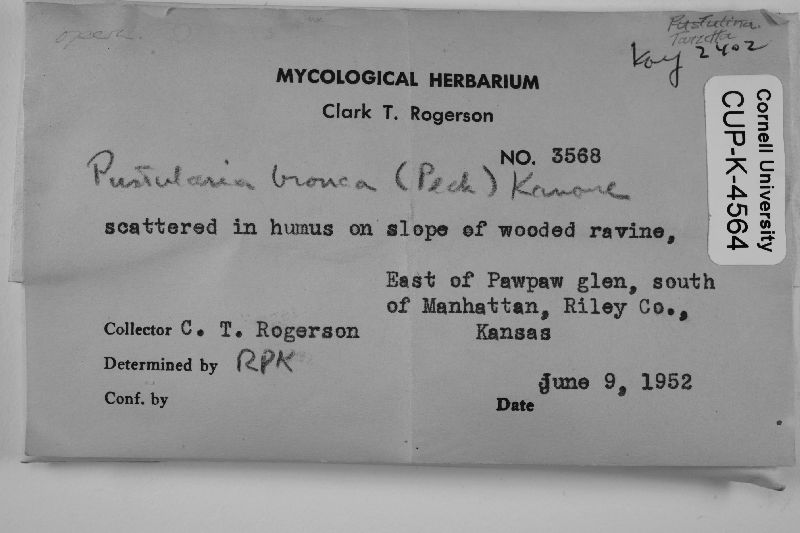 Pustulina.
Tarzetta
Kay 2402
MYCOLOGICAL HERBARIUM
Clark T. Rogerson
NO. 3568
Pustularia bronca (Peck) Kanouse
scattered in humus on slope of wooded ravine,
East of Pawpaw glen, south
of Manhattan, Riley Co.,
Kansas
Collector C. T. Rogerson
Determined by RPK
Conf. by
June 9, 1952
Date
Cornell University
CUP-K-4564